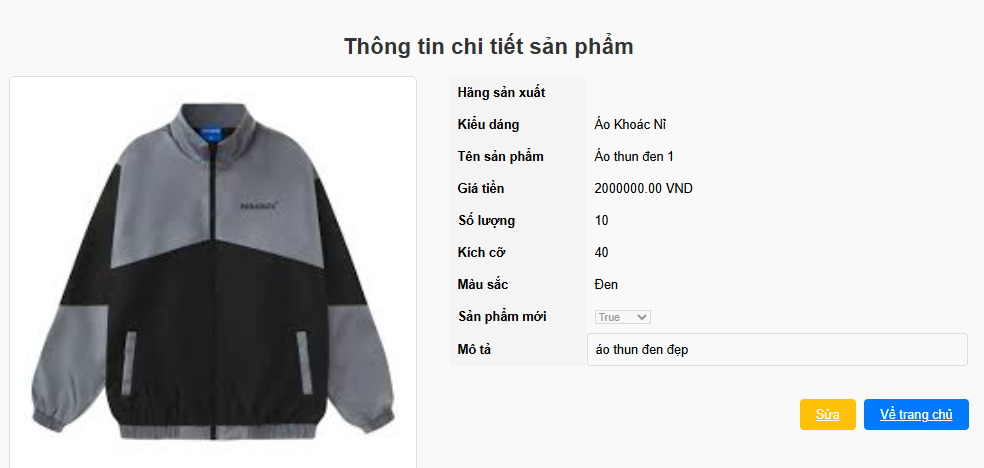 Thông tin chi tiết sản phẩm
Hãng sản xuất
Kiểu dáng Áo Khoác Nỉ
Tên sản phẩm Áo thun đen 1
Giá tiền 2000000.00 VND
Số lượng 10
Kích cỡ 40
Màu sắc Đen
Sản phẩm mới True
Mô tả áo thun đen đẹp
Sửa Về trang chủ